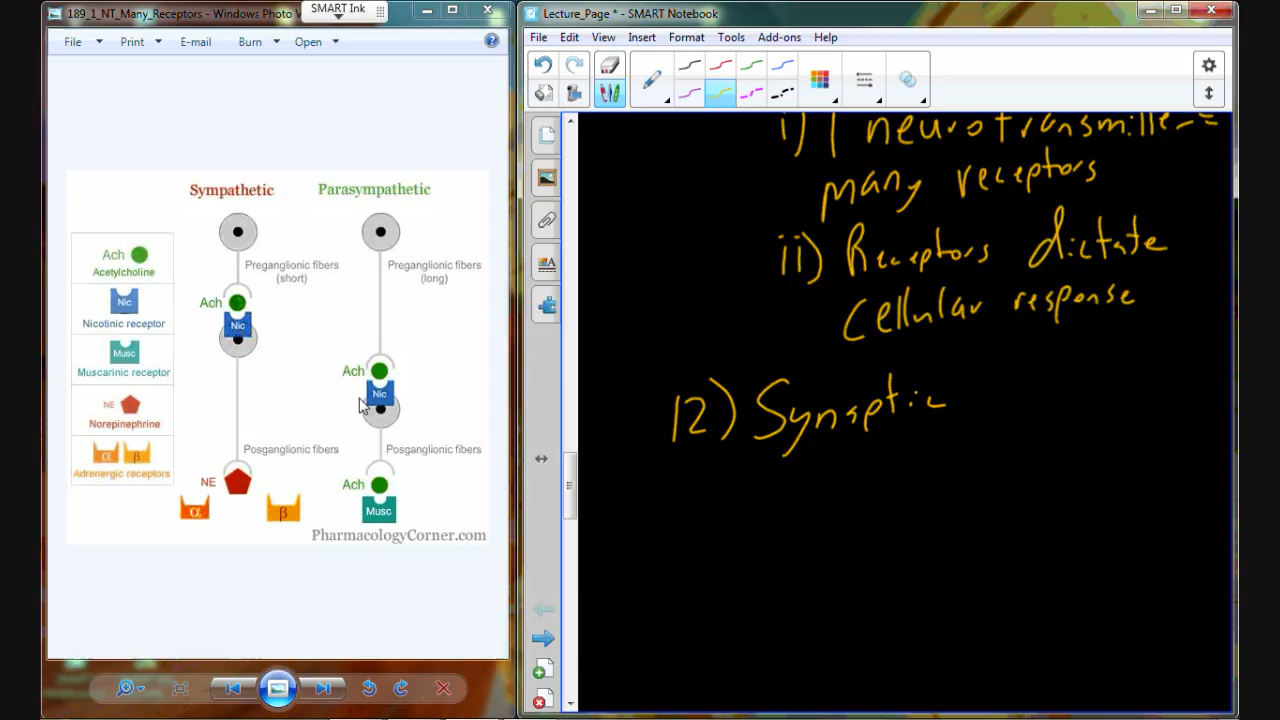 189_1_NT_Many_Receptors - Windows Photo V
SMART Ink
File Print E-mail Burn Open
Sympathetic Parasympathetic
Ach
Acetylcholine
Nic
Nicotinic receptor
Musc
Muscarinic receptor
NE
Norepinephrine
α β
Adrenergic receptors
Preganglionic fibers
(short)
Preganglionic fibers
(long)
Ach
Nic
Ach
Nic
Posganglionic fibers
Posganglionic fibers
NE
α β
Ach
Musc
PharmacologyCorner.com
Lecture_Page * - SMART Notebook
File Edit View Insert Format Tools Add-ons Help
i) 1 neurotransmitter =
many receptors
ii) Receptors dictate
cellular response
12) Synaptic